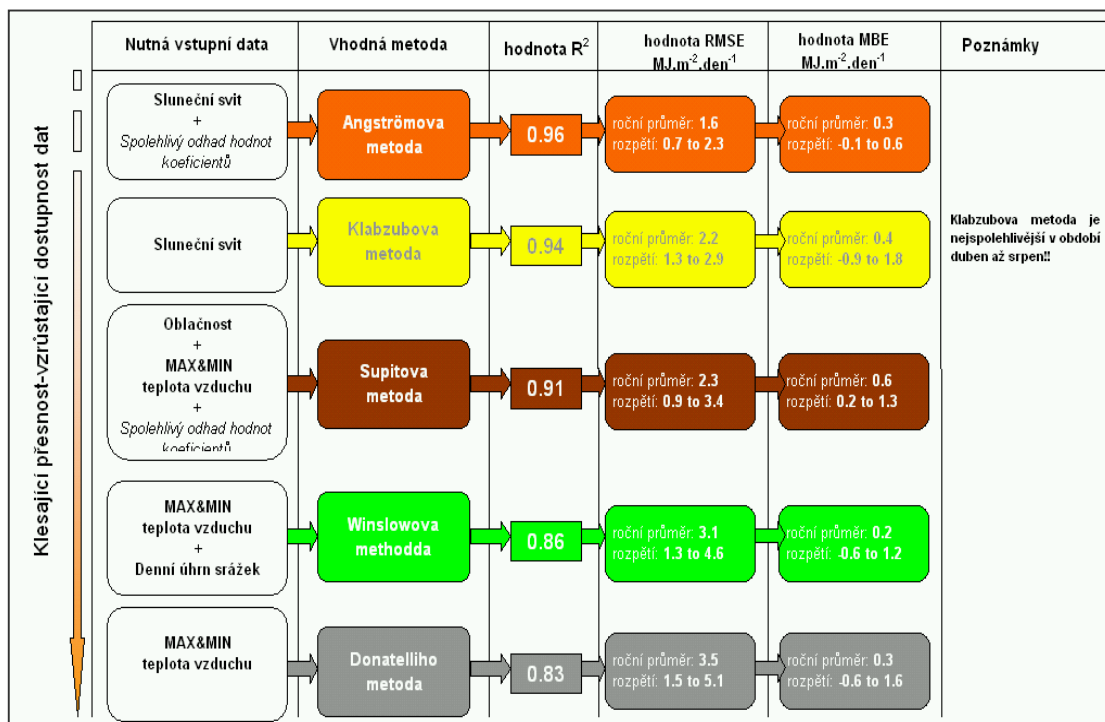 Nutná vstupní data
Vhodná metoda
hodnota R²
hodnota RMSE
MJ.m⁻².den⁻¹
hodnota MBE
MJ.m⁻².den⁻¹
Poznámky
Klesající přesnost-vzrůstající dostupnost dat
Sluneční svit
+
Spolehlivý odhad hodnot
koeficientů
Angströmova
metoda
0.96
roční průměr: 1.6
rozpětí: 0.7 to 2.3
roční průměr: 0.3
rozpětí: -0.1 to 0.6
Sluneční svit
Klabzubova
metoda
0.94
roční průměr: 2.2
rozpětí: 1.3 to 2.9
roční průměr: 0.4
rozpětí: -0.9 to 1.8
Klabzubova metoda je
nejspolehlivější v období
duben až srpen!!
Oblačnost
+
MAX&MIN
teplota vzduchu
+
Spolehlivý odhad hodnot
koeficientů
Supitova
metoda
0.91
roční průměr: 2.3
rozpětí: 0.9 to 3.4
roční průměr: 0.6
rozpětí: 0.2 to 1.3
MAX&MIN
teplota vzduchu
+
Denní úhrn srážek
Winslowova
methodda
0.86
roční průměr: 3.1
rozpětí: 1.3 to 4.6
roční průměr: 0.2
rozpětí: -0.6 to 1.2
MAX&MIN
teplota vzduchu
Donatelliho
metoda
0.83
roční průměr: 3.5
rozpětí: 1.5 to 5.1
roční průměr: 0.3
rozpětí: -0.6 to 1.6